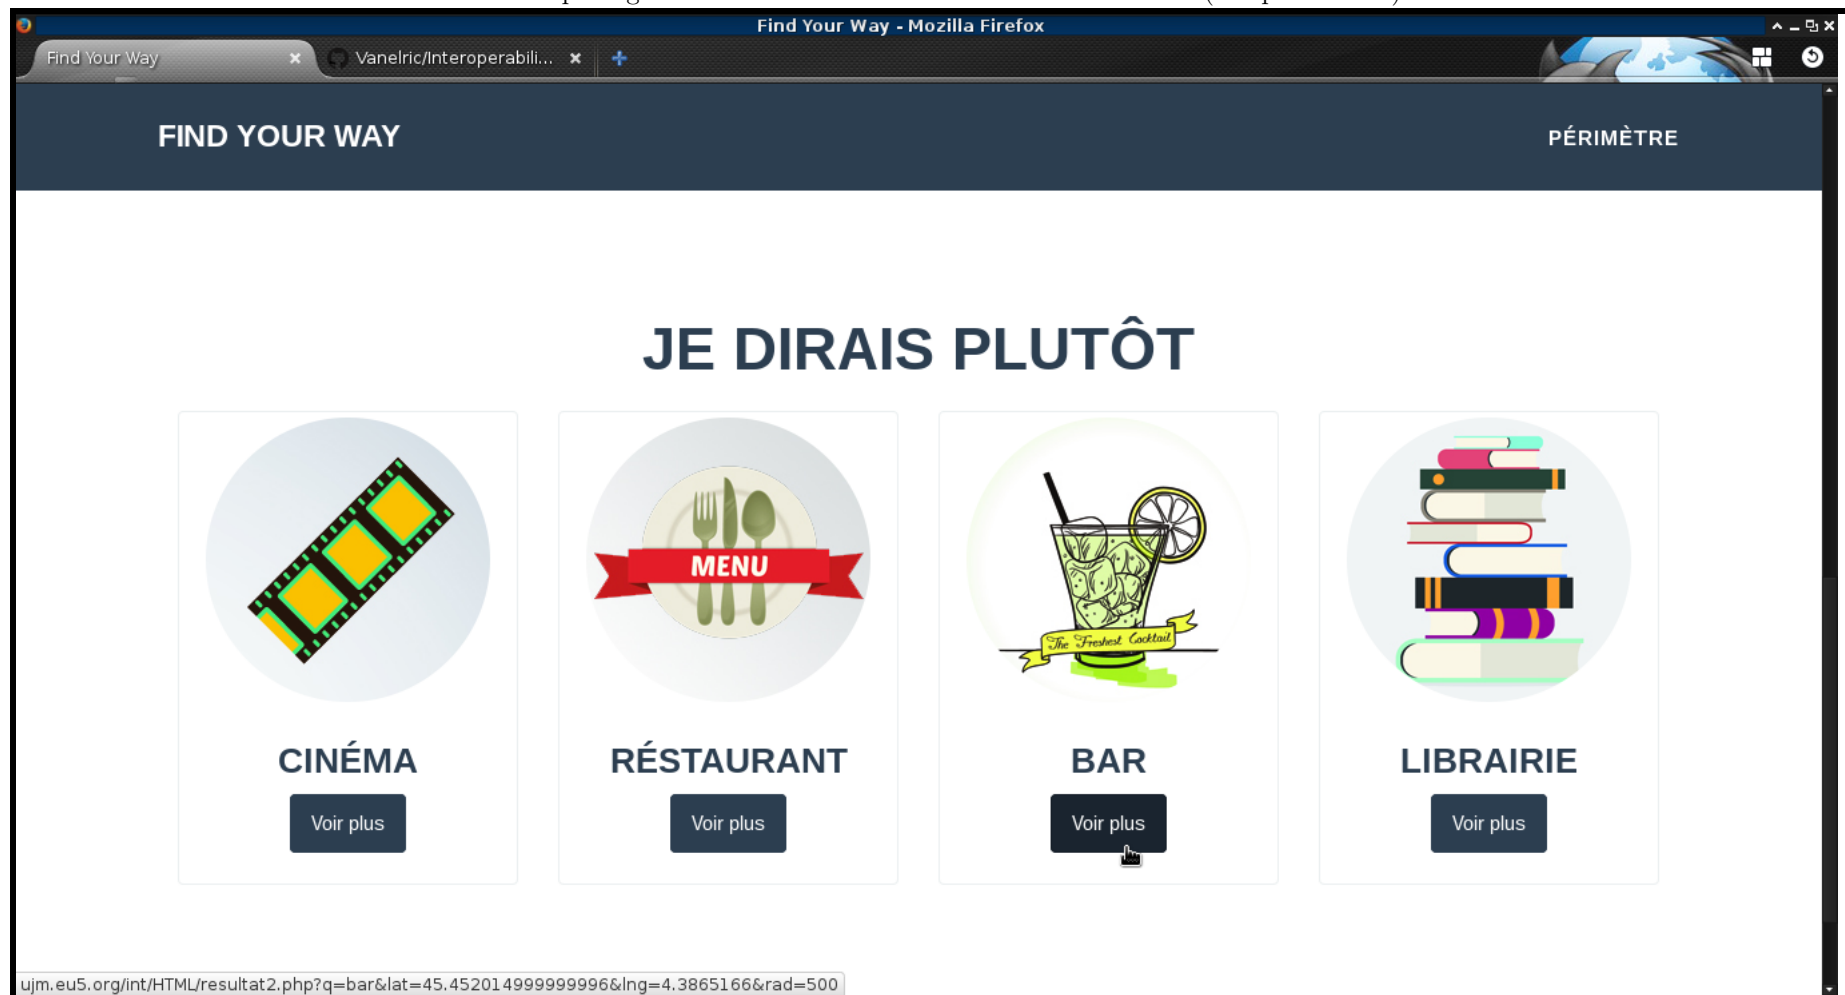 Find Your Way - Mozilla Firefox
Find Your Way
Vanelric/Interoperabili...
FIND YOUR WAY
PÉRIMÈTRE
JE DIRAIS PLUTÔT
MENU
The Freshest Cocktail
CINÉMA
RÉSTAURANT
BAR
LIBRAIRIE
Voir plus
Voir plus
Voir plus
Voir plus
ujm.eu5.org/int/HTML/resultat2.php?q=bar&lat=45.452014999999996&lng=4.3865166&rad=500